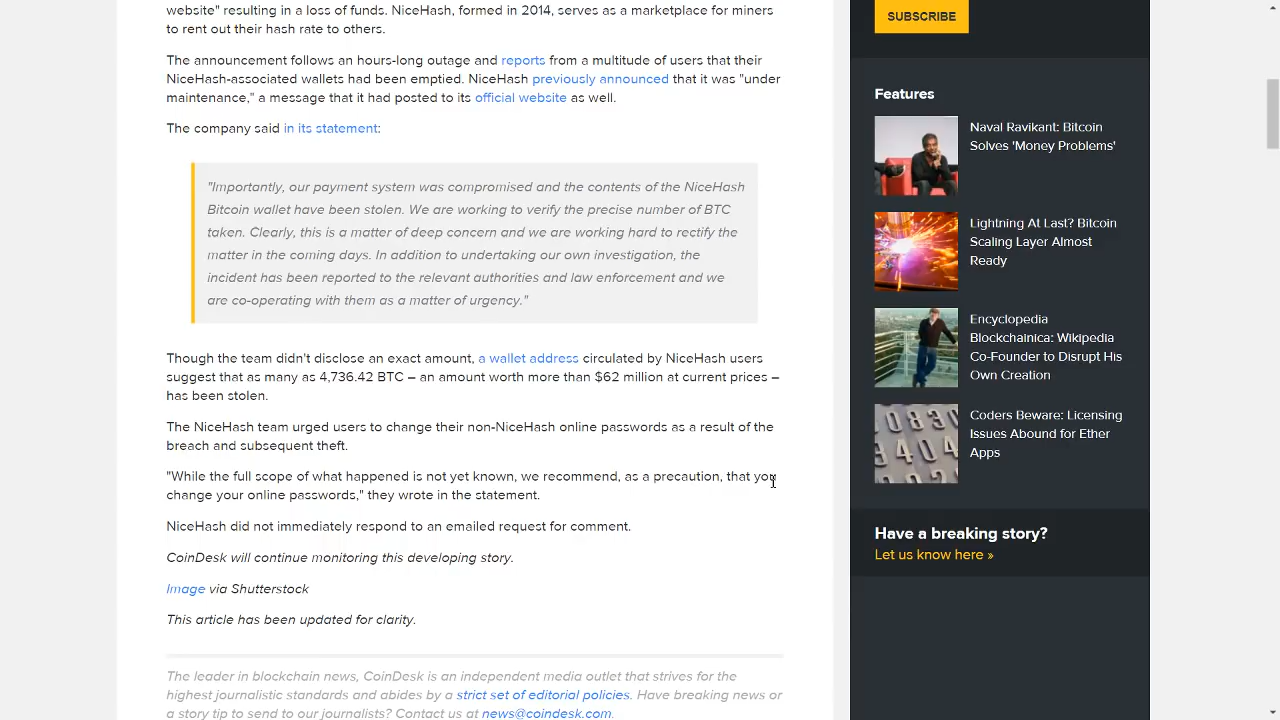 website" resulting in a loss of funds. NiceHash, formed in 2014, serves as a marketplace for miners
to rent out their hash rate to others.
The announcement follows an hours-long outage and reports from a multitude of users that their
NiceHash-associated wallets had been emptied. NiceHash previously announced that it was "under
maintenance," a message that it had posted to its official website as well.
The company said in its statement:
"Importantly, our payment system was compromised and the contents of the NiceHash
Bitcoin wallet have been stolen. We are working to verify the precise number of BTC
taken. Clearly, this is a matter of deep concern and we are working hard to rectify the
matter in the coming days. In addition to undertaking our own investigation, the
incident has been reported to the relevant authorities and law enforcement and we
are co-operating with them as a matter of urgency."
Though the team didn't disclose an exact amount, a wallet address circulated by NiceHash users
suggest that as many as 4,736.42 BTC – an amount worth more than $62 million at current prices –
has been stolen.
The NiceHash team urged users to change their non-NiceHash online passwords as a result of the
breach and subsequent theft.
"While the full scope of what happened is not yet known, we recommend, as a precaution, that you
change your online passwords," they wrote in the statement.
NiceHash did not immediately respond to an emailed request for comment.
CoinDesk will continue monitoring this developing story.
Image via Shutterstock
This article has been updated for clarity.
The leader in blockchain news, CoinDesk is an independent media outlet that strives for the
highest journalistic standards and abides by a strict set of editorial policies. Have breaking news or
a story tip to send to our journalists? Contact us at news@coindesk.com.
SUBSCRIBE
Features
Naval Ravikant: Bitcoin
Solves 'Money Problems'
Lightning At Last? Bitcoin
Scaling Layer Almost
Ready
Encyclopedia
Blockchainica: Wikipedia
Co-Founder to Disrupt His
Own Creation
Coders Beware: Licensing
Issues Abound for Ether
Apps
Have a breaking story?
Let us know here »